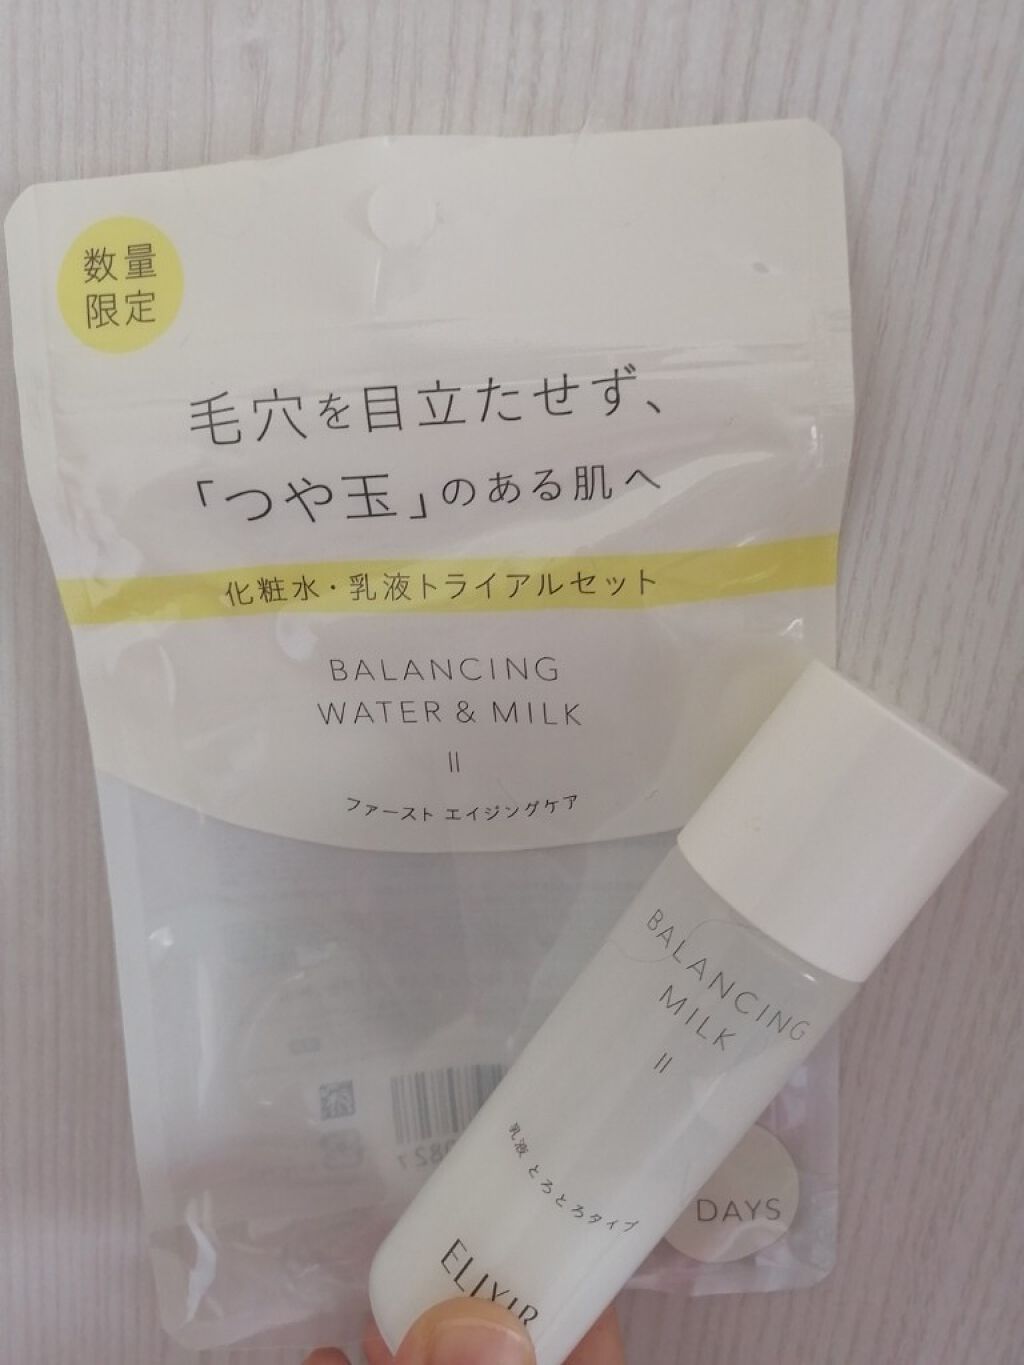 数量
限定
毛穴を目立たせず、
「つや玉」のある肌へ
化粧水・乳液トライアルセット
BALANCING
WATER & MILK
II
ファースト エイジングケア
BALANCING
MILK
II
乳液 とろとろタイプ
ELIXIR
DAYS